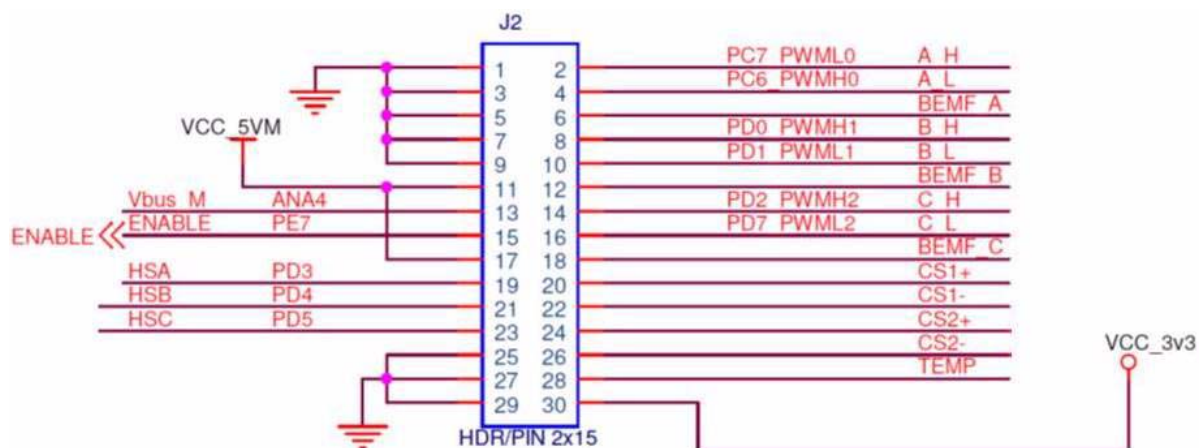 J2
1 2 PC7 PWML0 A_H
3 4 PC6 PWMH0 A_L
5 6 BEMF_A
VCC_5VM
7 8 PD0 PWMH1 B_H
9 10 PD1 PWML1 B_L
11 12 BEMF_B
Vbus_M ANA4 13 14 PD2 PWMH2 C_H
ENABLE ENABLE PE7 15 16 PD7 PWML2 C_L
17 18 BEMF_C
HSA PD3 19 20 CS1+
HSB PD4 21 22 CS1-
HSC PD5 23 24 CS2+
25 26 CS2-
VCC_3v3
27 28 TEMP
29 30
HDR/PIN 2x15